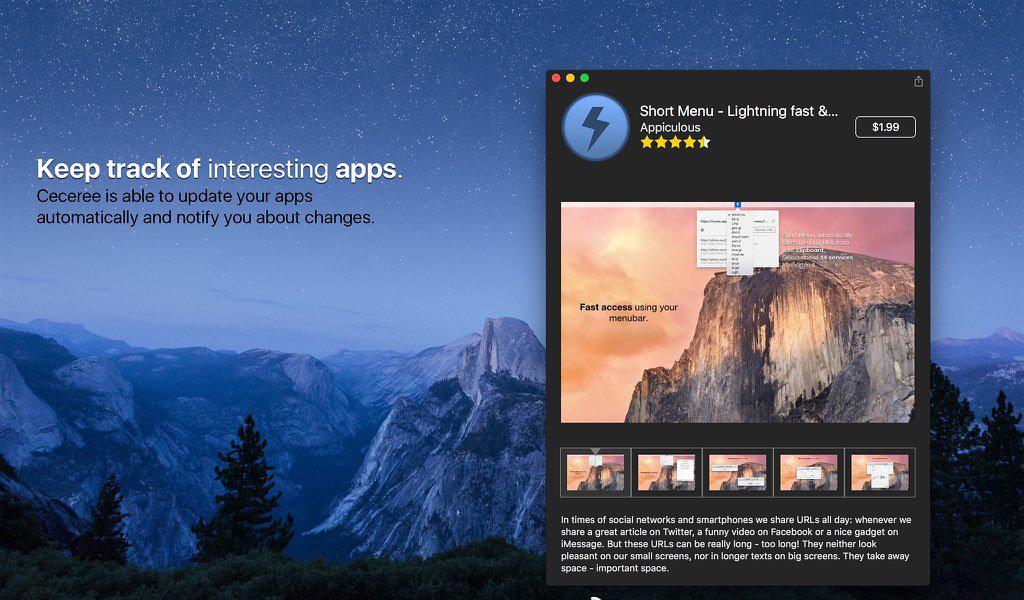 Keep track of interesting apps.
Ceceree is able to update your apps
automatically and notify you about changes.
Short Menu - Lightning fast &...
Appiculous
$1.99
Short Menu automatically
takes the long URL from
your clipboard.
Select one of 14 services
to shorten it.
Fast access using your
menubar.
In times of social networks and smartphones we share URLs all day: whenever we
share a great article on Twitter, a funny video on Facebook or a nice gadget on
iMessage. But these URLs can be really long - too long! They neither look
pleasant on our small screens, nor in longer texts on big screens. They take away
space - important space.